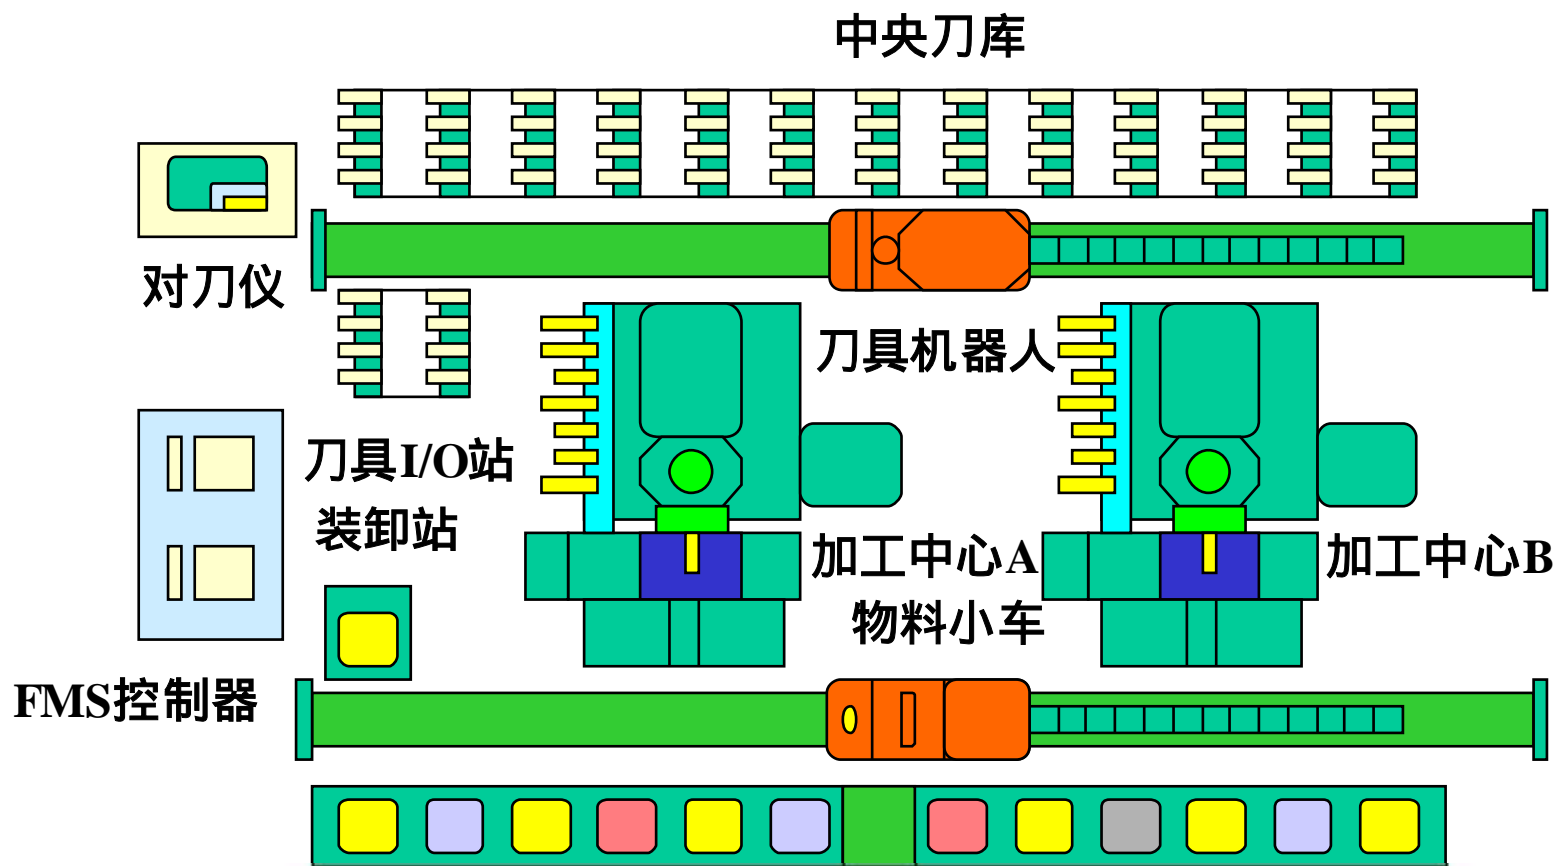 中央刀库
对刀仪
刀具机器人
刀具I/O站
装卸站
加工中心A
加工中心B
物料小车
FMS控制器